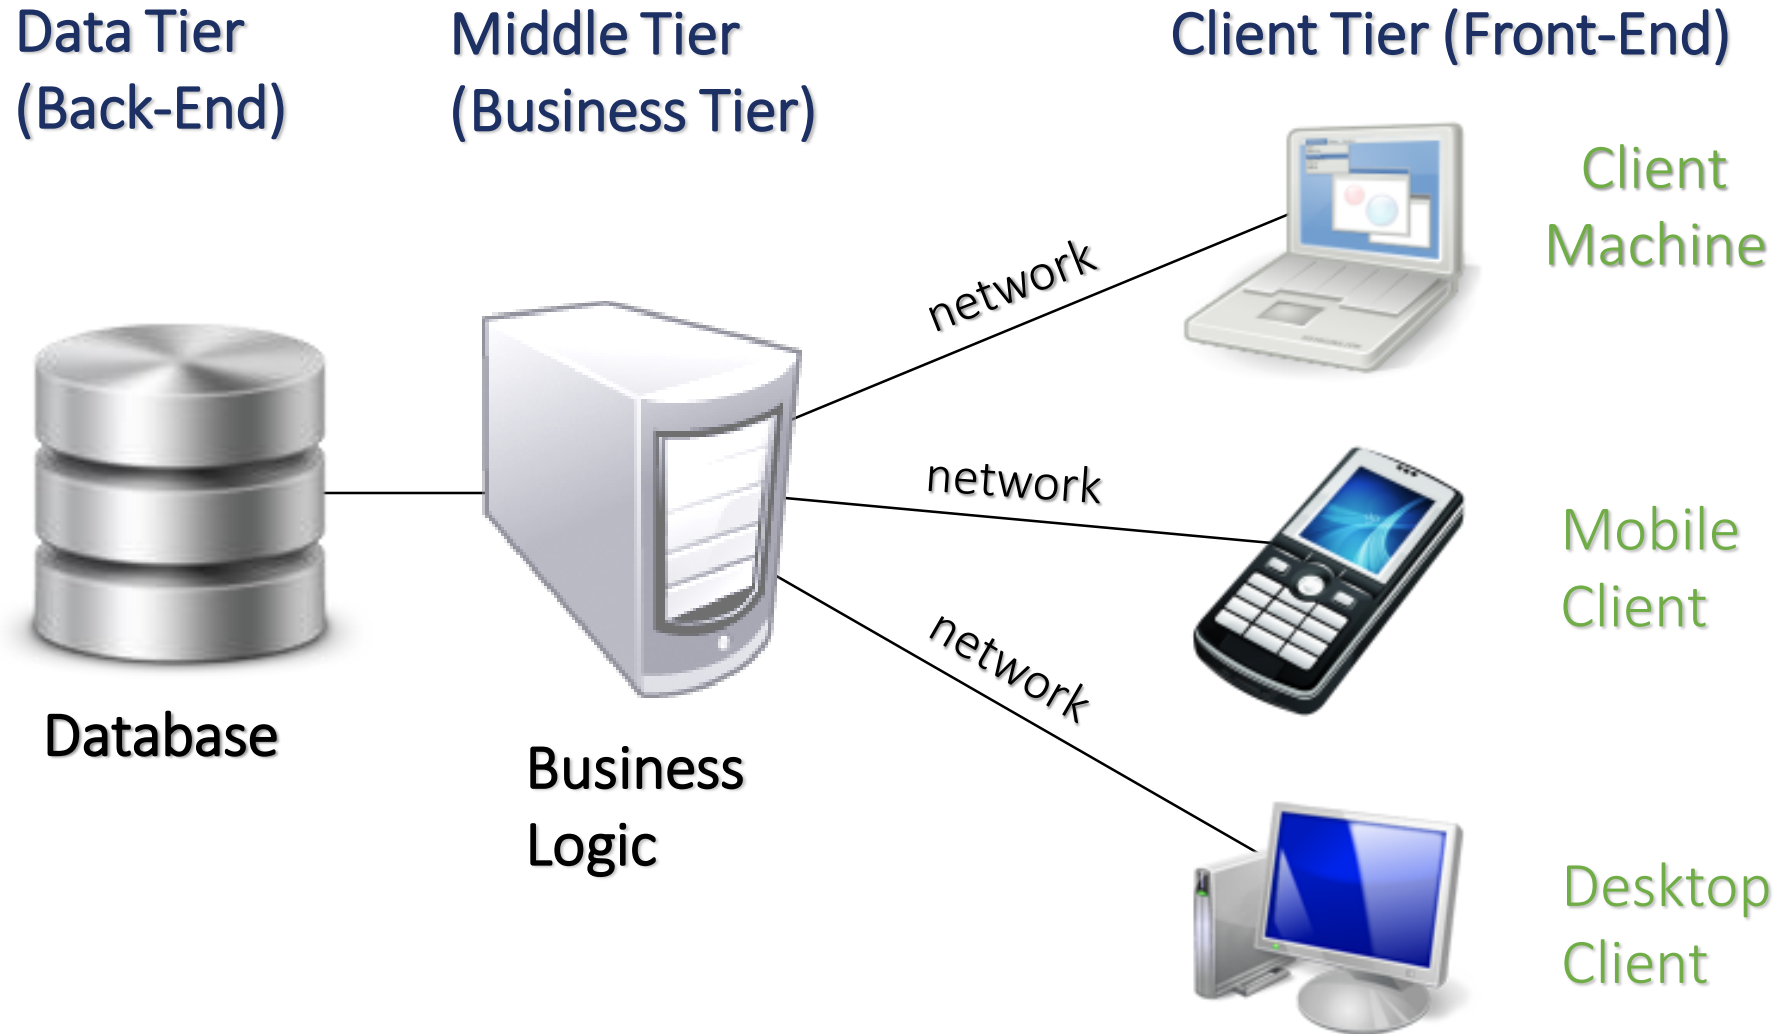 Data Tier
(Back-End)
Middle Tier
(Business Tier)
Client Tier (Front-End)
Client
Machine
network
network
Mobile
Client
network
Database
Business
Logic
Desktop
Client